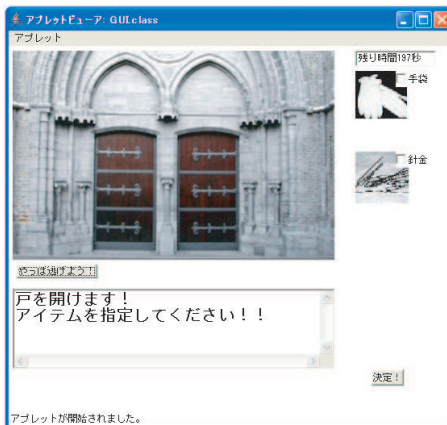 アプレットビューア: GUI.class
アプレット
残り時間197秒
手袋
針金
やっぱ逃げよう!!
戸を開けます！
アイテムを指定してください！！
決定！
アプレットが開始されました。